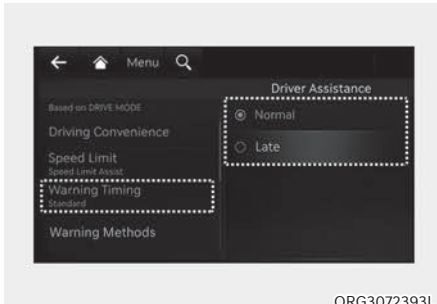 Menu
Driver Assistance
Based on DRIVE MODE
Driving Convenience
Speed Limit
Speed Limit Assist
Warning Timing
Standard
Warning Methods
Normal
Late
ORG3072393L